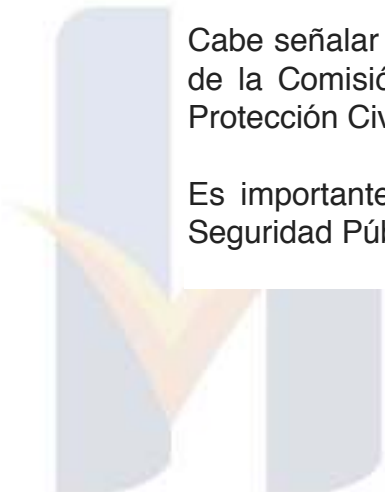 Cabe señalar
de la Comisió
Protección Civ
Es importante
Seguridad Púb